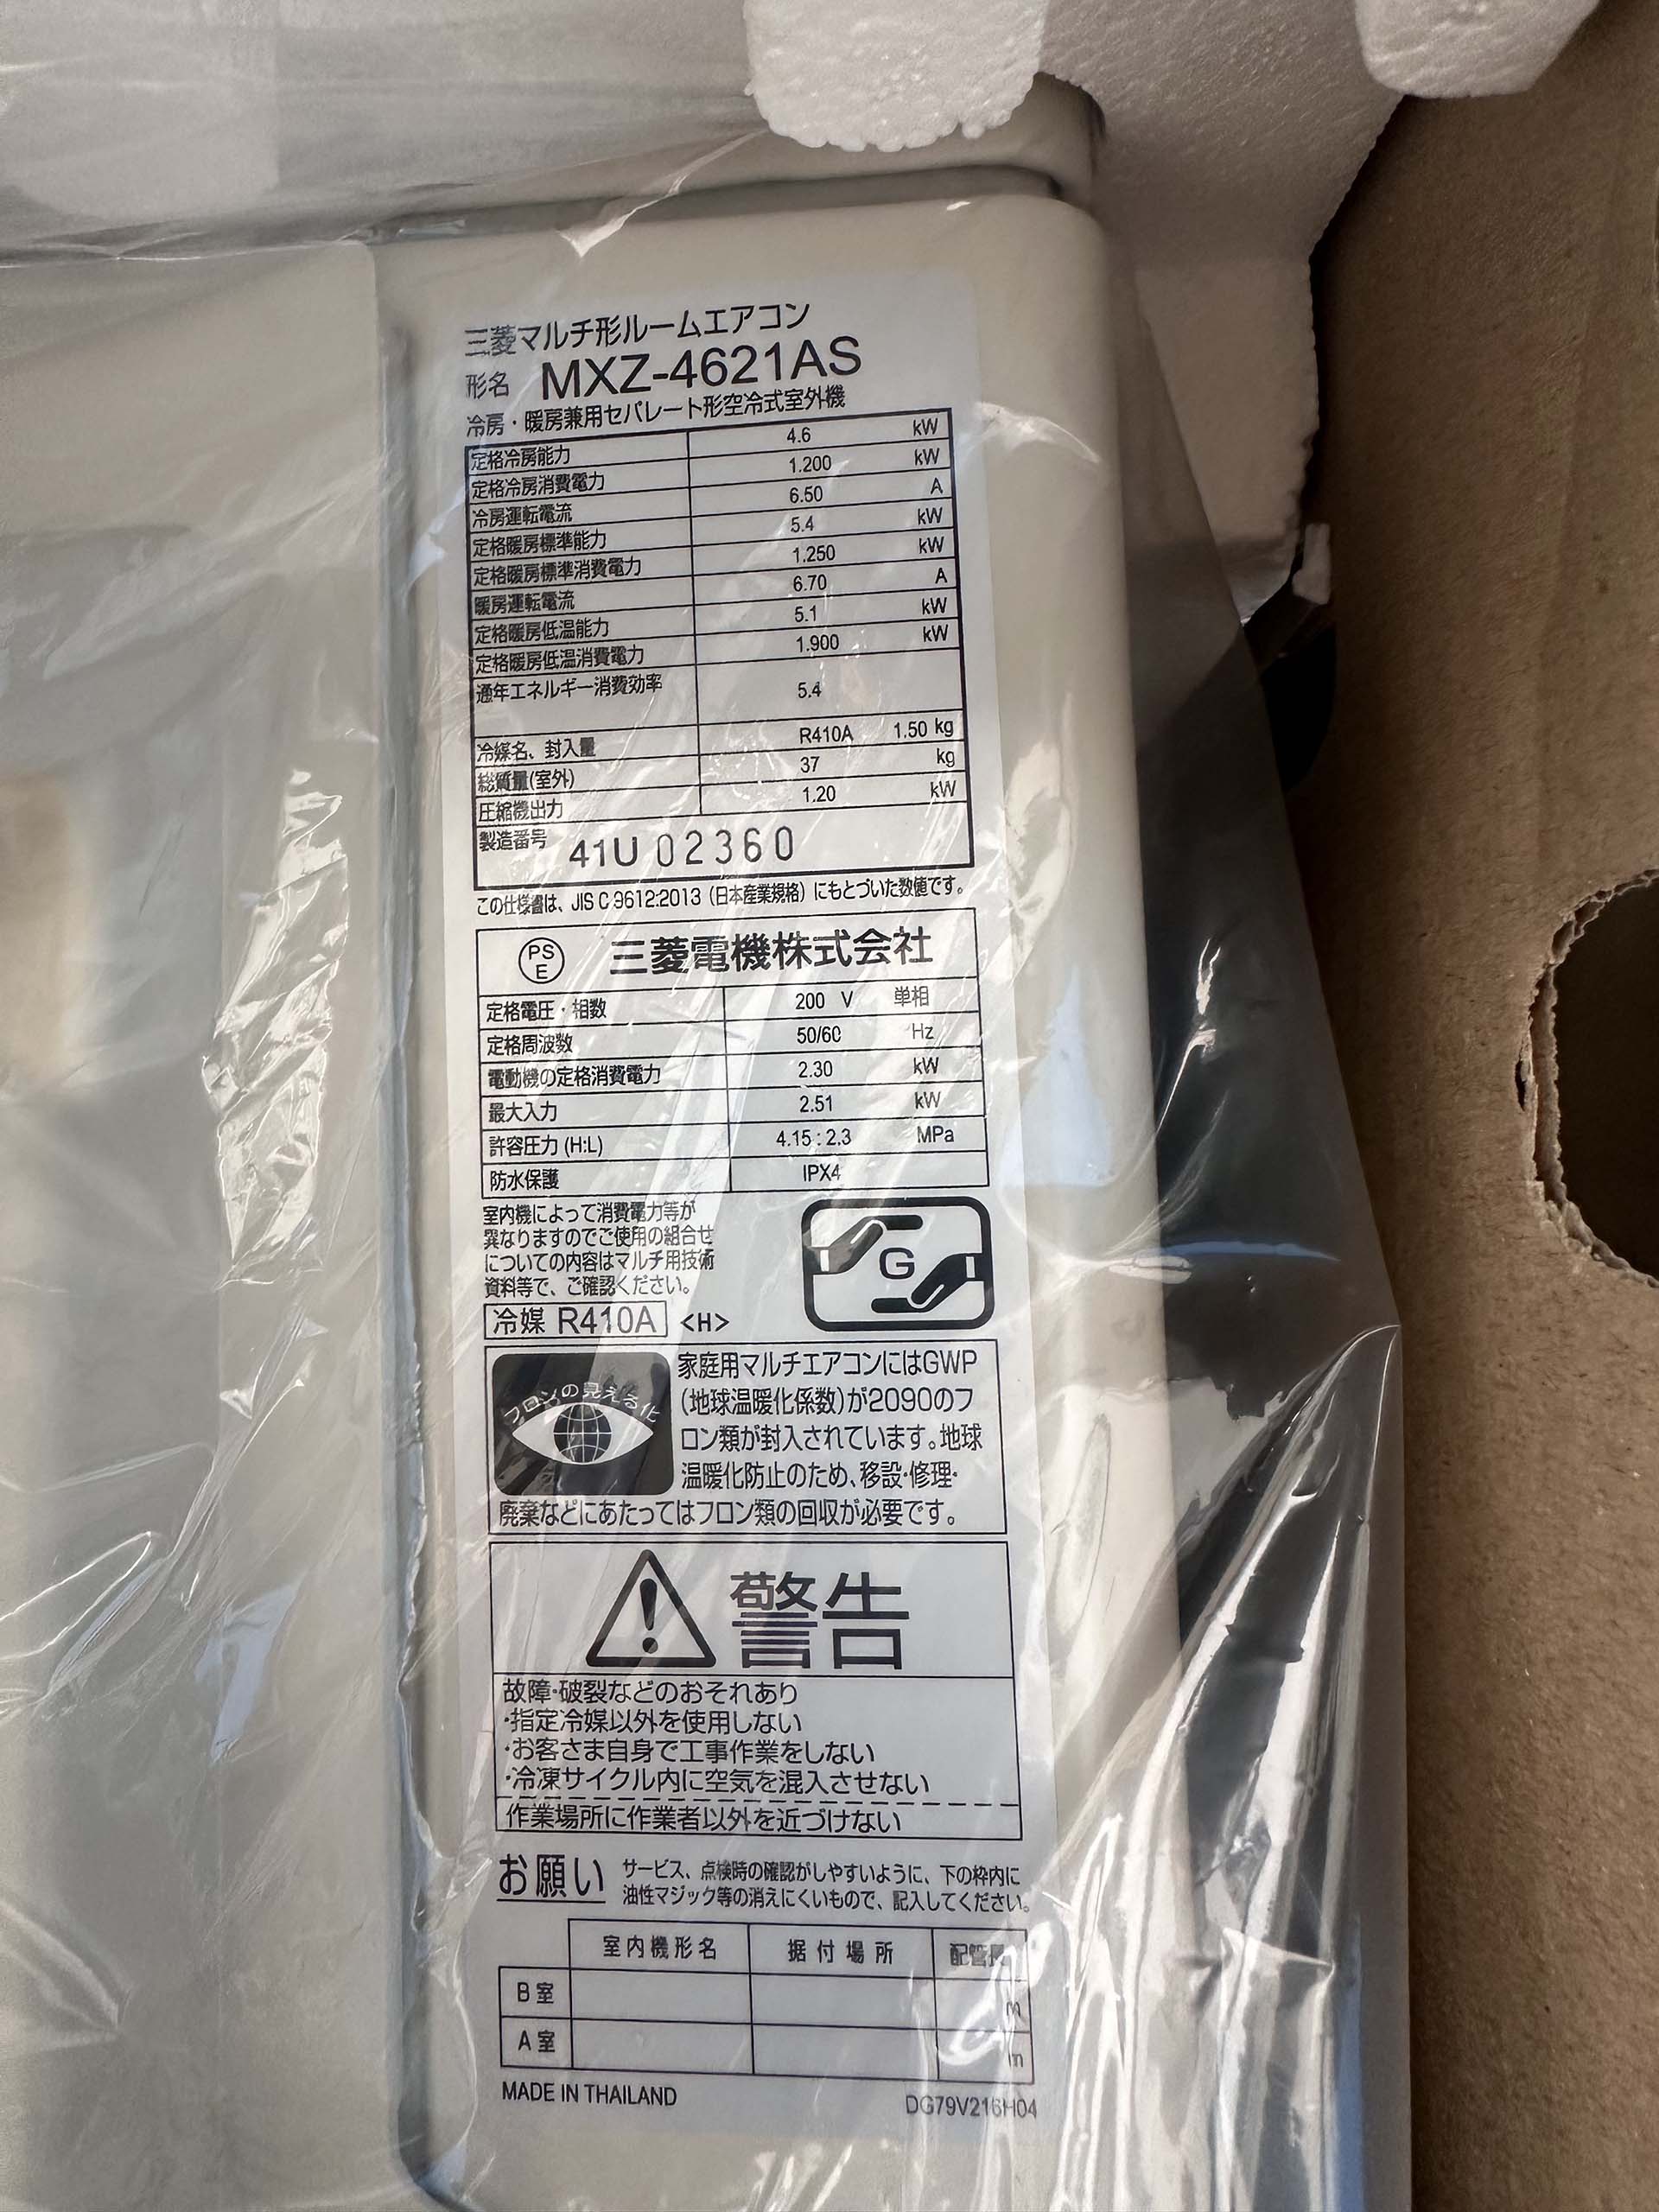 三菱マルチ形ルームエアコン
形名 MXZ-4621AS
冷房・暖房兼用セパレート形空冷式室外機
定格冷房能力 4.6 kW
定格冷房消費電力 1.200 kW
冷房運転電流 6.50 A
定格暖房標準能力 5.4 kW
定格暖房標準消費電力 1.250 kW
暖房運転電流 6.70 A
定格暖房低温能力 5.1 kW
定格暖房低温消費電力 1.900 kW
通年エネルギー消費効率 5.4
冷媒名、封入量 R410A 1.50 kg
総質量(室外) 37 kg
圧縮機出力 1.20 kW
製造番号 41U 02360
この仕様書は、JIS C 9612:2013（日本産業規格）にもとづいた数値です。
PS
E
三菱電機株式会社
定格電圧・相数 200 V 単相
定格周波数 50/60 Hz
電動機の定格消費電力 2.30 kW
最大入力 2.51 kW
許容圧力 (H:L) 4.15 : 2.3 MPa
防水保護 IPX4
室内機によって消費電力等が
異なりますのでご使用の組合せ
についての内容はマルチ用技術
資料等で、ご確認ください。
G
冷媒 R410A <H>
フロンの見える化
家庭用マルチエアコンにはGWP
(地球温暖化係数)が2090のフ
ロン類が封入されています。地球
温暖化防止のため、移設・修理・
廃棄などにあたってはフロン類の回収が必要です。
警告
故障・破裂などのおそれあり
・指定冷媒以外を使用しない
・お客さま自身で工事作業をしない
・冷凍サイクル内に空気を混入させない
作業場所に作業者以外を近づけない
お願い
サービス、点検時の確認がしやすいように、下の枠内に
油性マジック等の消えにくいもので、記入してください。
室内機形名 据付場所 配管長
B室 m
A室 m
MADE IN THAILAND DG79V216H04